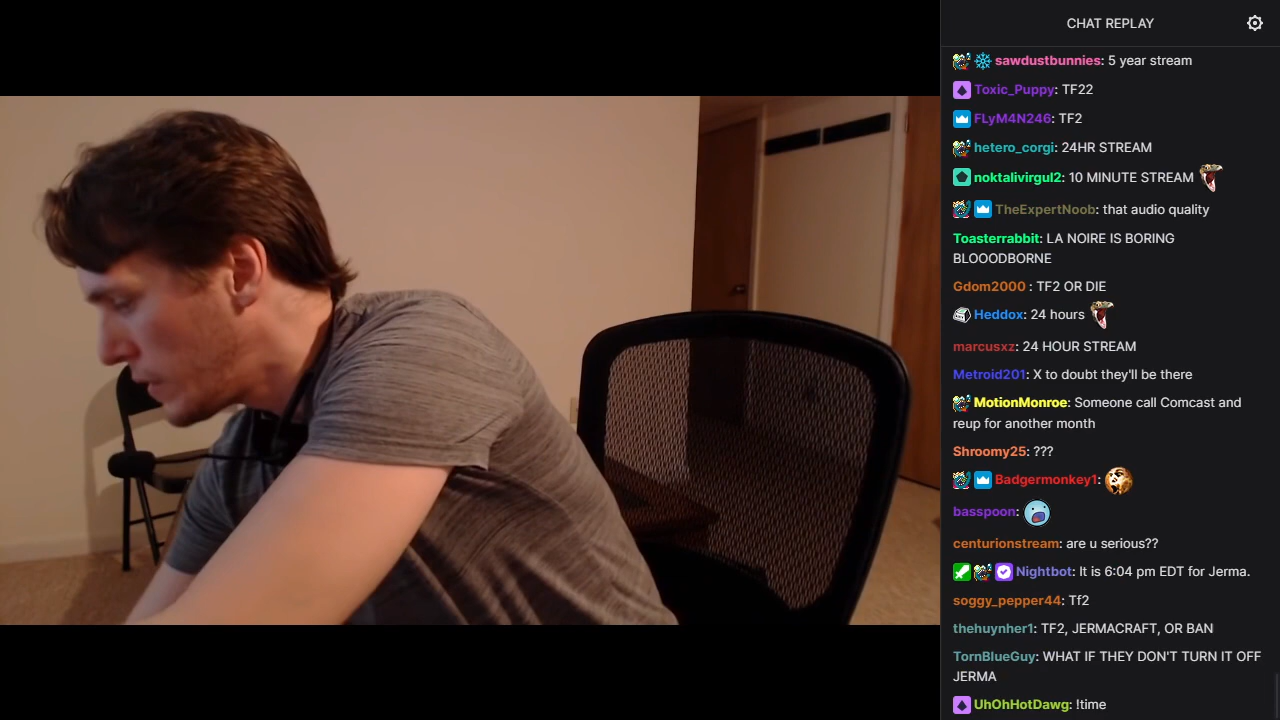 CHAT REPLAY
sawdustbunnies: 5 year stream
Toxic_Puppy: TF22
FLyM4N246: TF2
hetero_corgi: 24HR STREAM
noktalivirgul2: 10 MINUTE STREAM
TheExpertNoob: that audio quality
Toasterrabbit: LA NOIRE IS BORING
BLOOODBORNE
Gdom2000 : TF2 OR DIE
Heddox: 24 hours
marcusxz: 24 HOUR STREAM
Metroid201: X to doubt they'll be there
MotionMonroe: Someone call Comcast and
reup for another month
Shroomy25: ???
Badgermonkey1:
basspoon:
centurionstream: are u serious??
Nightbot: It is 6:04 pm EDT for Jerma.
soggy_pepper44: Tf2
thehuynher1: TF2, JERMACRAFT, OR BAN
TornBlueGuy: WHAT IF THEY DON'T TURN IT OFF
JERMA
UhOhHotDawg: !time